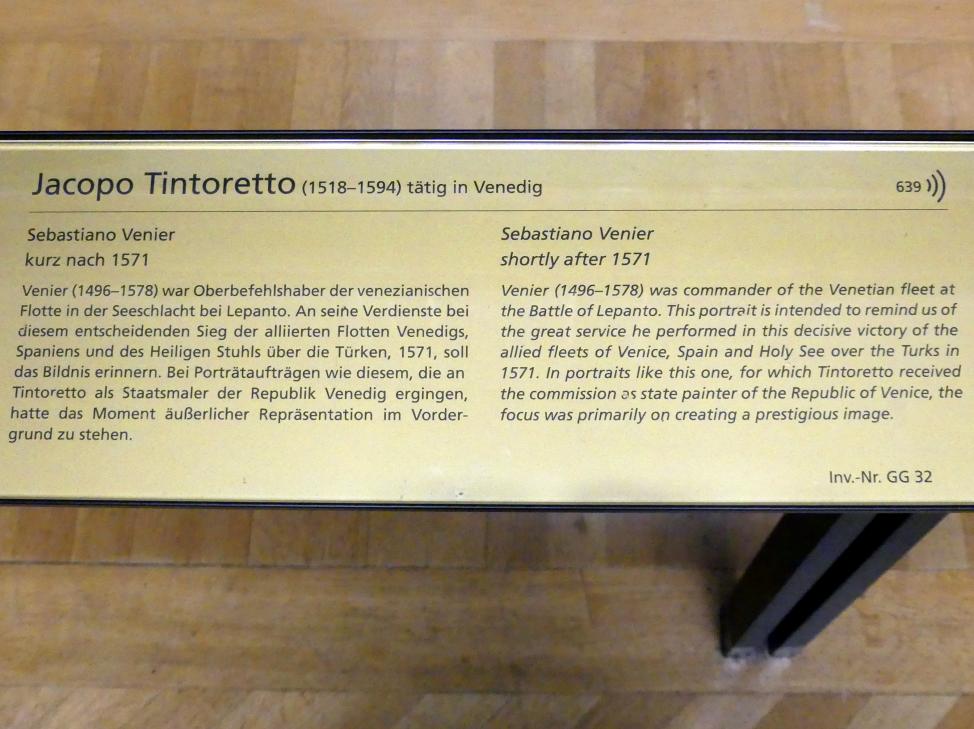 Jacopo Tintoretto (1518–1594) tätig in Venedig
639
Sebastiano Venier
kurz nach 1571
Venier (1496–1578) war Oberbefehlshaber der venezianischen
Flotte in der Seeschlacht bei Lepanto. An seine Verdienste bei
diesem entscheidenden Sieg der alliierten Flotten Venedigs,
Spaniens und des Heiligen Stuhls über die Türken, 1571, soll
das Bildnis erinnern. Bei Porträtaufträgen wie diesem, die an
Tintoretto als Staatsmaler der Republik Venedig ergingen,
hatte das Moment äußerlicher Repräsentation im Vorder-
grund zu stehen.
Sebastiano Venier
shortly after 1571
Venier (1496–1578) was commander of the Venetian fleet at
the Battle of Lepanto. This portrait is intended to remind us of
the great service he performed in this decisive victory of the
allied fleets of Venice, Spain and Holy See over the Turks in
1571. In portraits like this one, for which Tintoretto received
the commission as state painter of the Republic of Venice, the
focus was primarily on creating a prestigious image.
Inv.-Nr. GG 32